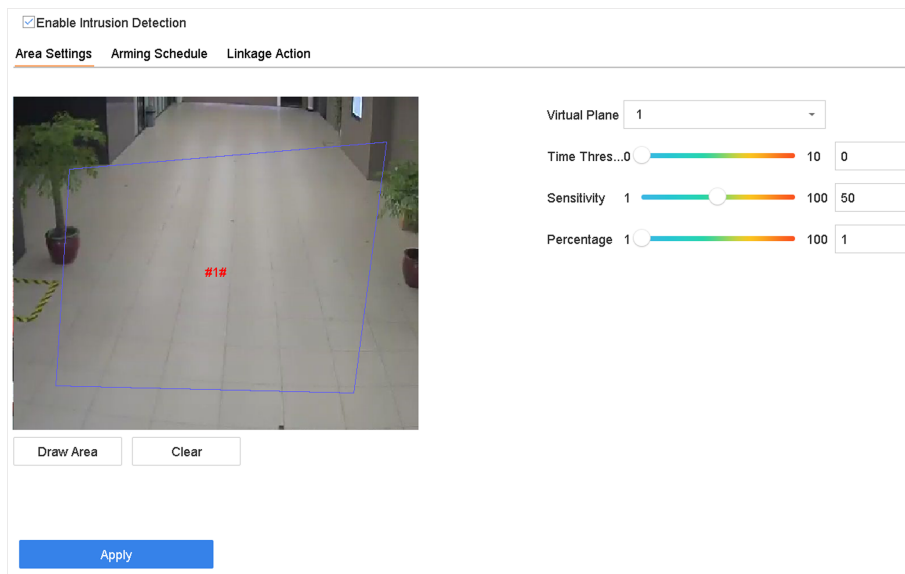 Enable Intrusion Detection
Area Settings Arming Schedule Linkage Action
Virtual Plane 1
Time Thres...0 10 0
Sensitivity 1 100 50
Percentage 1 100 1
#1#
Draw Area Clear
Apply